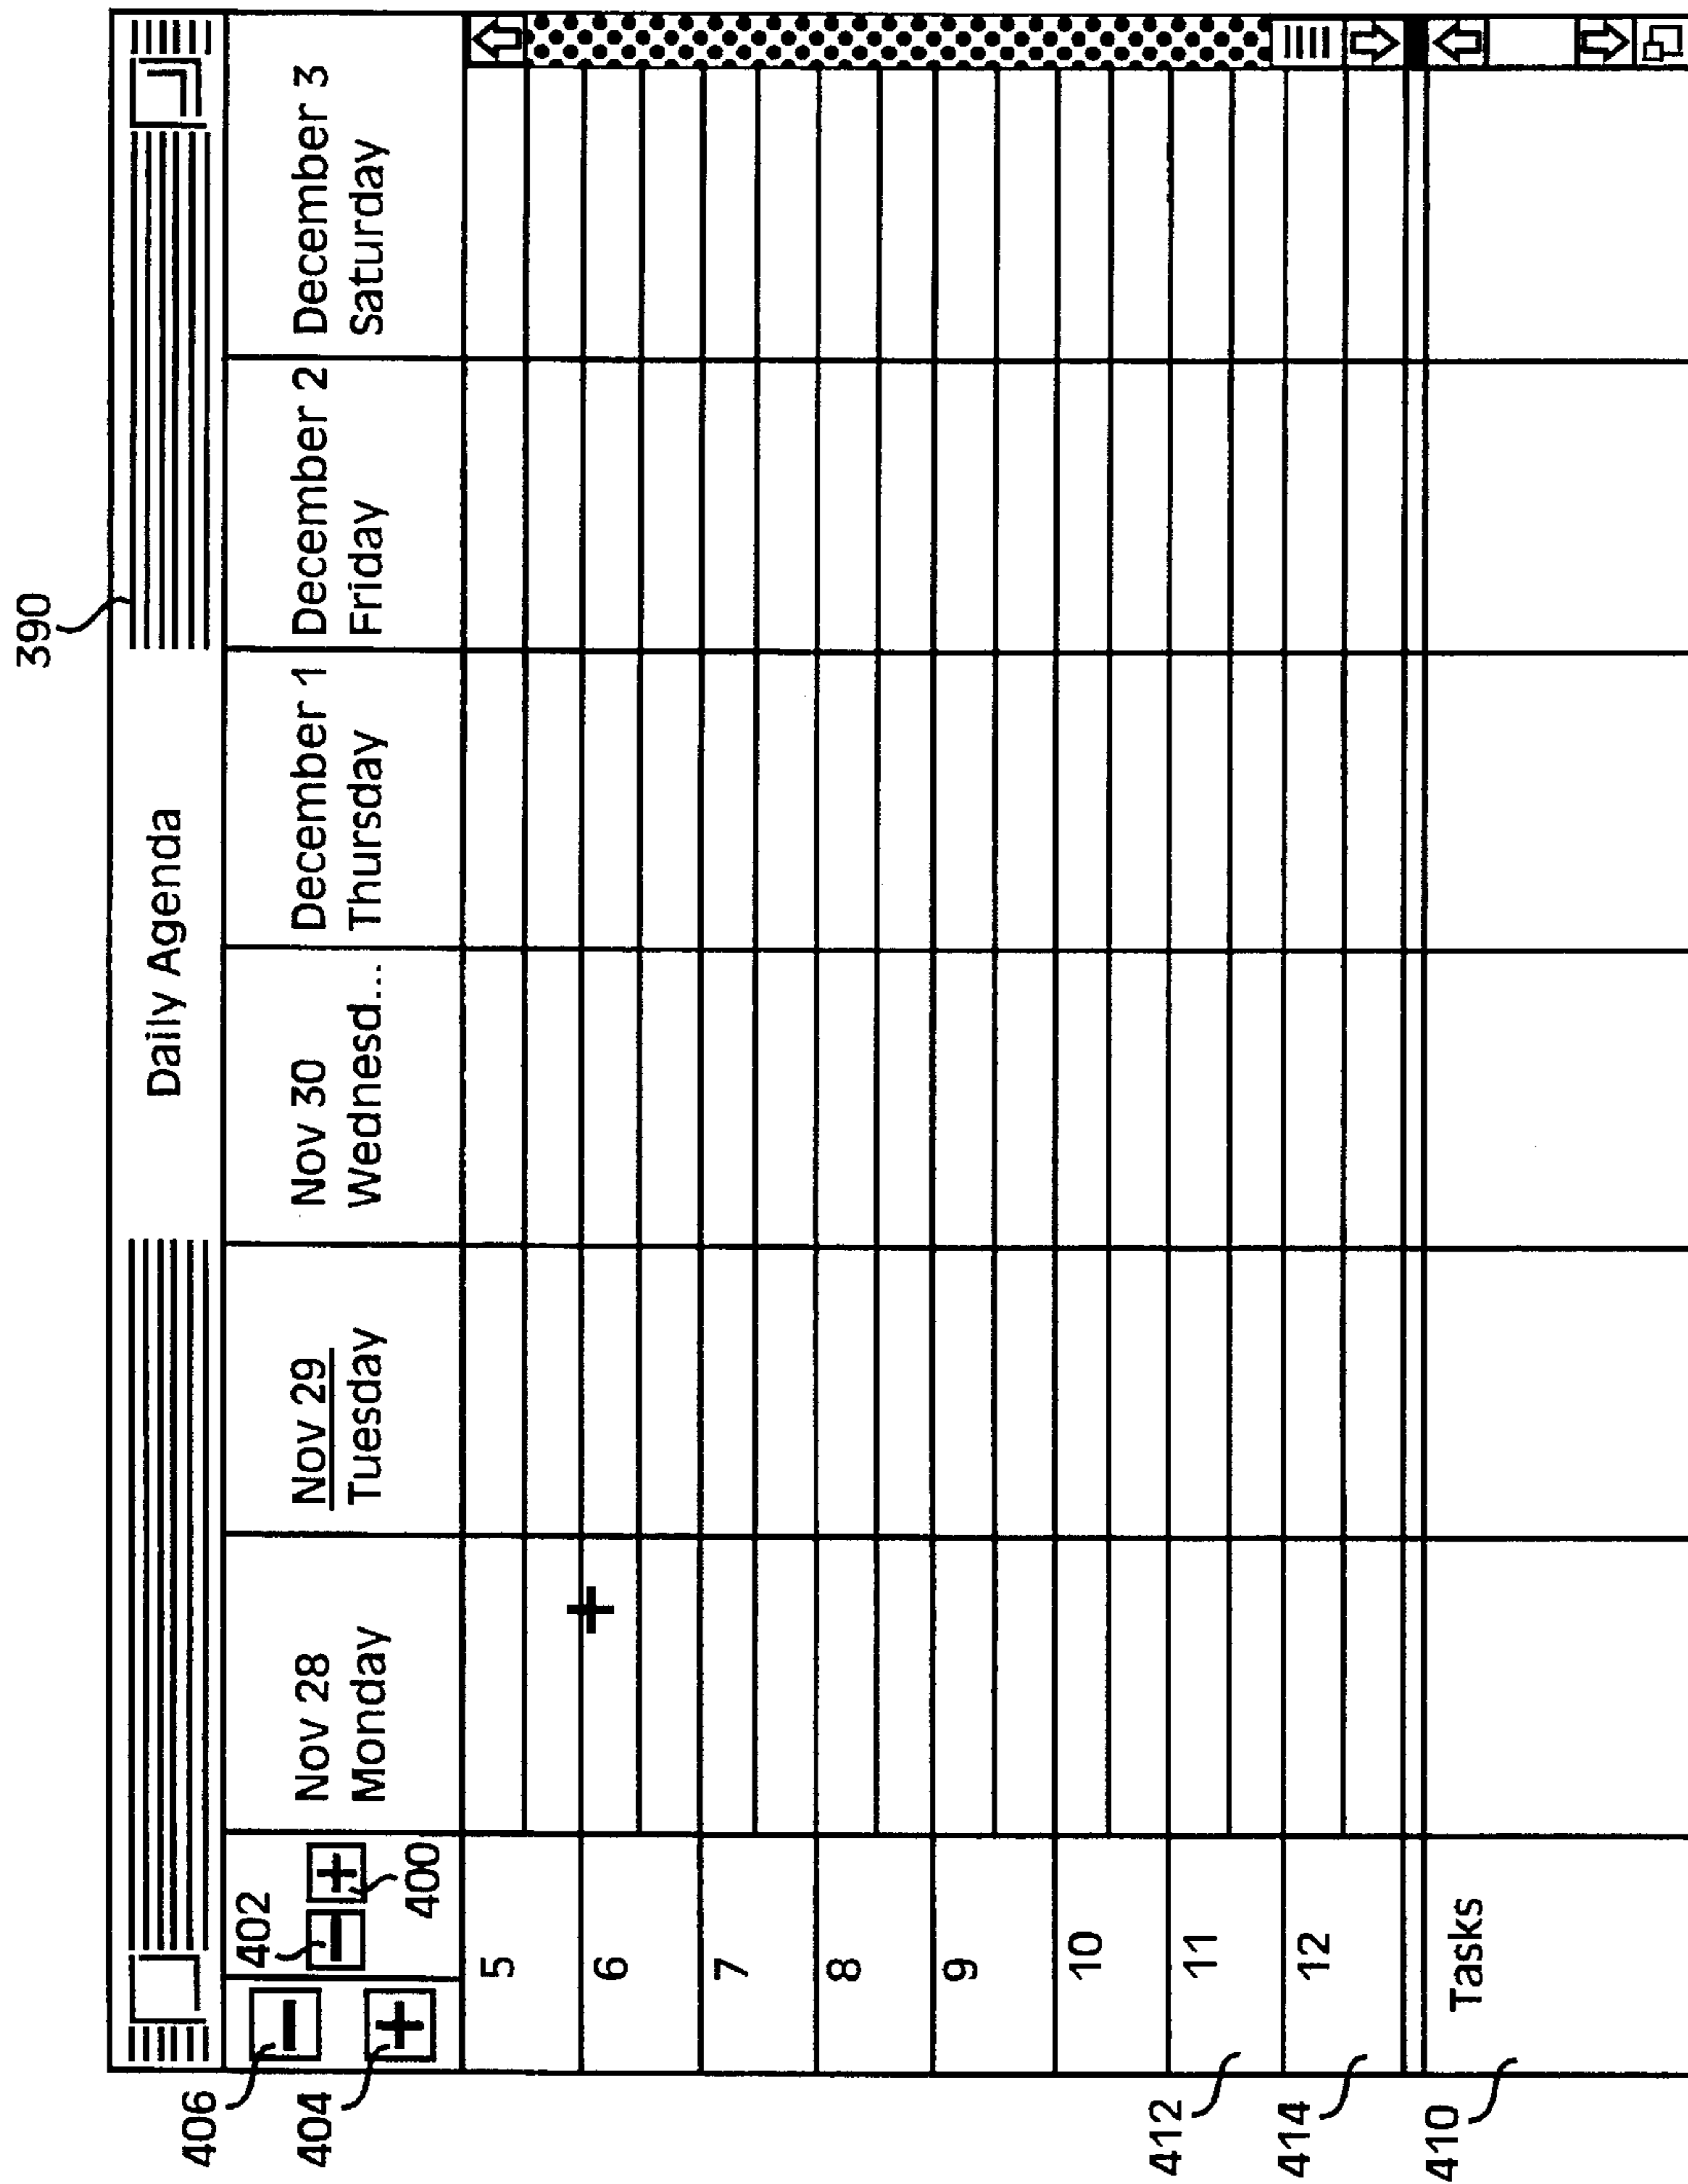 390
Daily Agenda
406
404
402
400
Nov 28
Monday
Nov 29
Tuesday
Nov 30
Wednesd...
December 1
Thursday
December 2
Friday
December 3
Saturday
5
6
7
8
9
10
11
12
412
414
Tasks
410